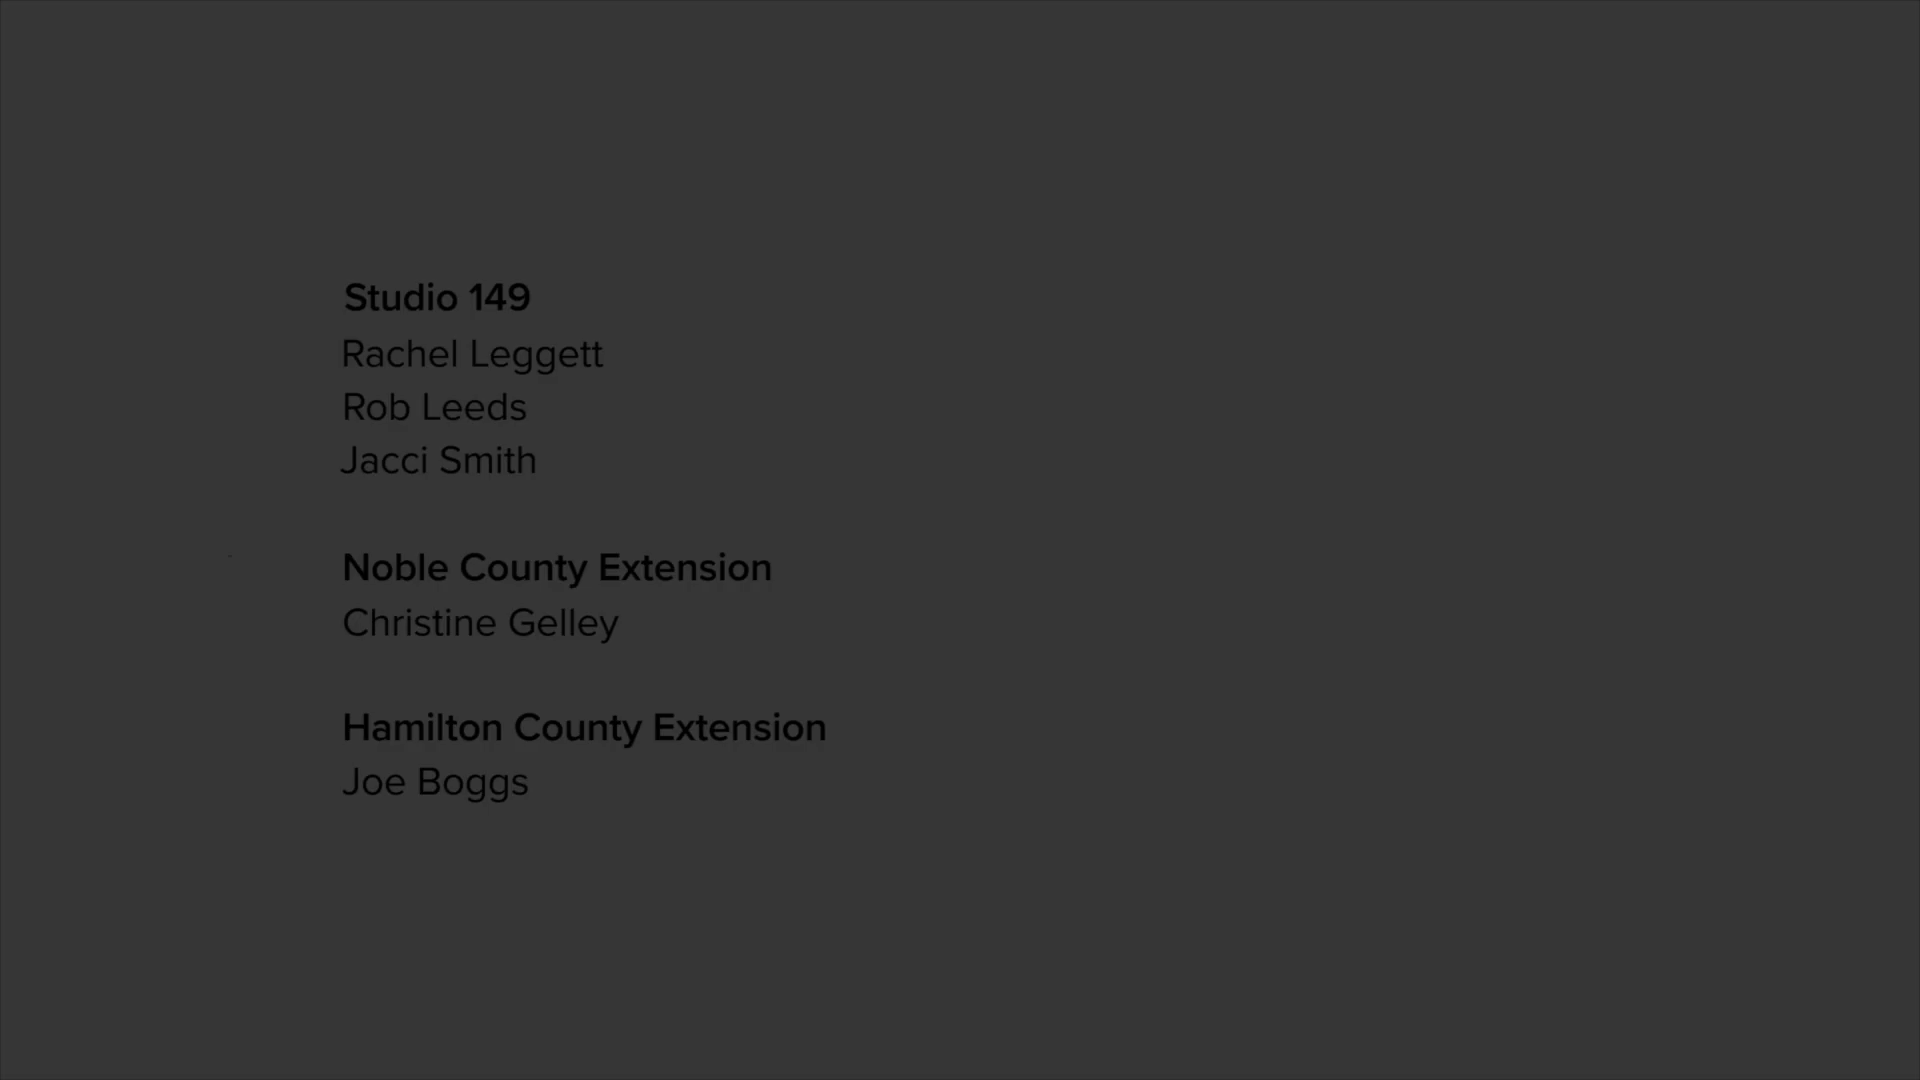 Studio 149
Rachel Leggett
Rob Leeds
Jacci Smith
Noble County Extension
Christine Gelley
Hamilton County Extension
Joe Boggs